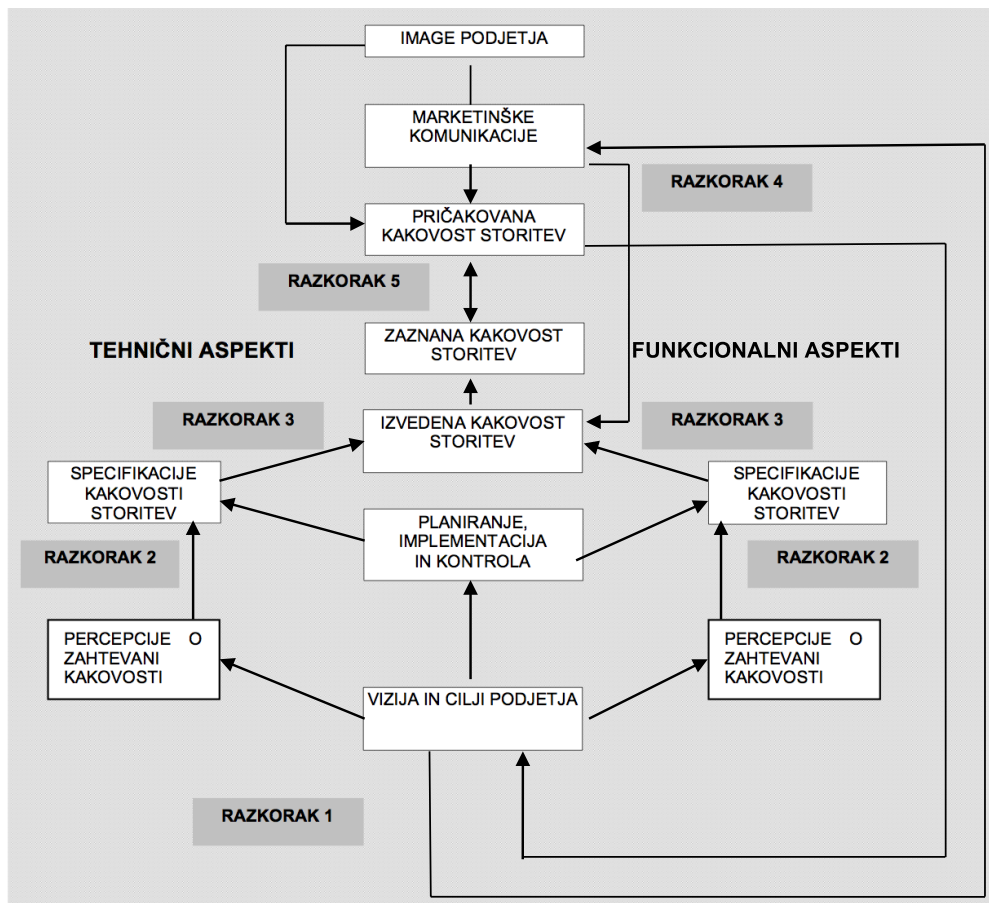 IMAGE PODJETJA
MARKETINŠKE
KOMUNIKACIJE
RAZKORAK 4
PRIČAKOVANA
KAKOVOST STORITEV
RAZKORAK 5
TEHNIČNI ASPEKTI
ZAZNANA KAKOVOST
STORITEV
FUNKCIONALNI ASPEKTI
RAZKORAK 3
IZVEDENA KAKOVOST
STORITEV
RAZKORAK 3
SPECIFIKACIJE
KAKOVOSTI
STORITEV
PLANIRANJE,
IMPLEMENTACIJA
IN KONTROLA
SPECIFIKACIJE
KAKOVOSTI
STORITEV
RAZKORAK 2
RAZKORAK 2
PERCEPCIJE O
ZAHTEVANI
KAKOVOSTI
VIZIJA IN CILJI PODJETJA
PERCEPCIJE O
ZAHTEVANI
KAKOVOSTI
RAZKORAK 1